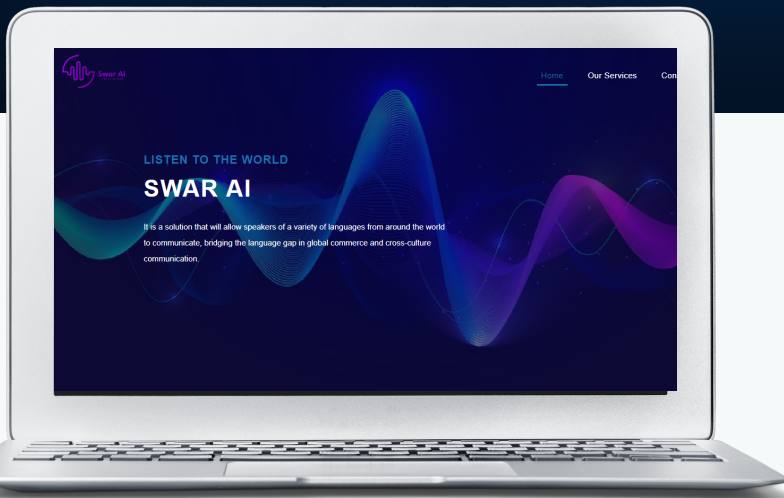 Swar AI
Home
Our Services
Con
LISTEN TO THE WORLD
SWAR AI
It is a solution that will allow speakers of a variety of languages from around the world
to communicate, bridging the language gap in global commerce and cross-culture
communication.